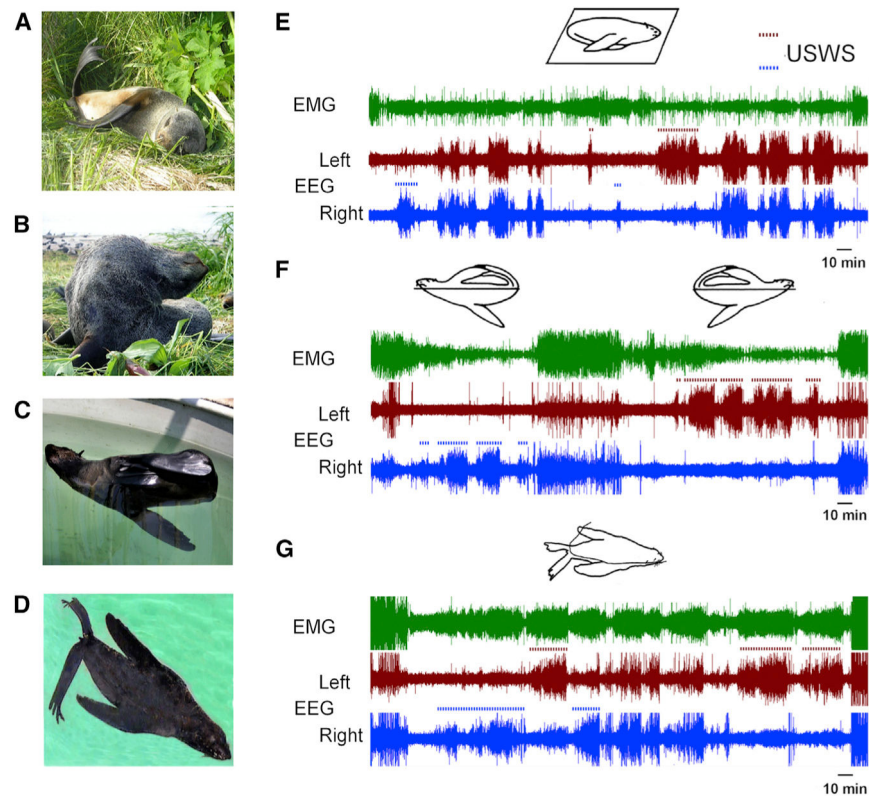 A
B
C
D
E
USWS
EMG
Left
EEG
Right
10 min
F
EMG
Left
EEG
Right
10 min
G
EMG
Left
EEG
Right
10 min